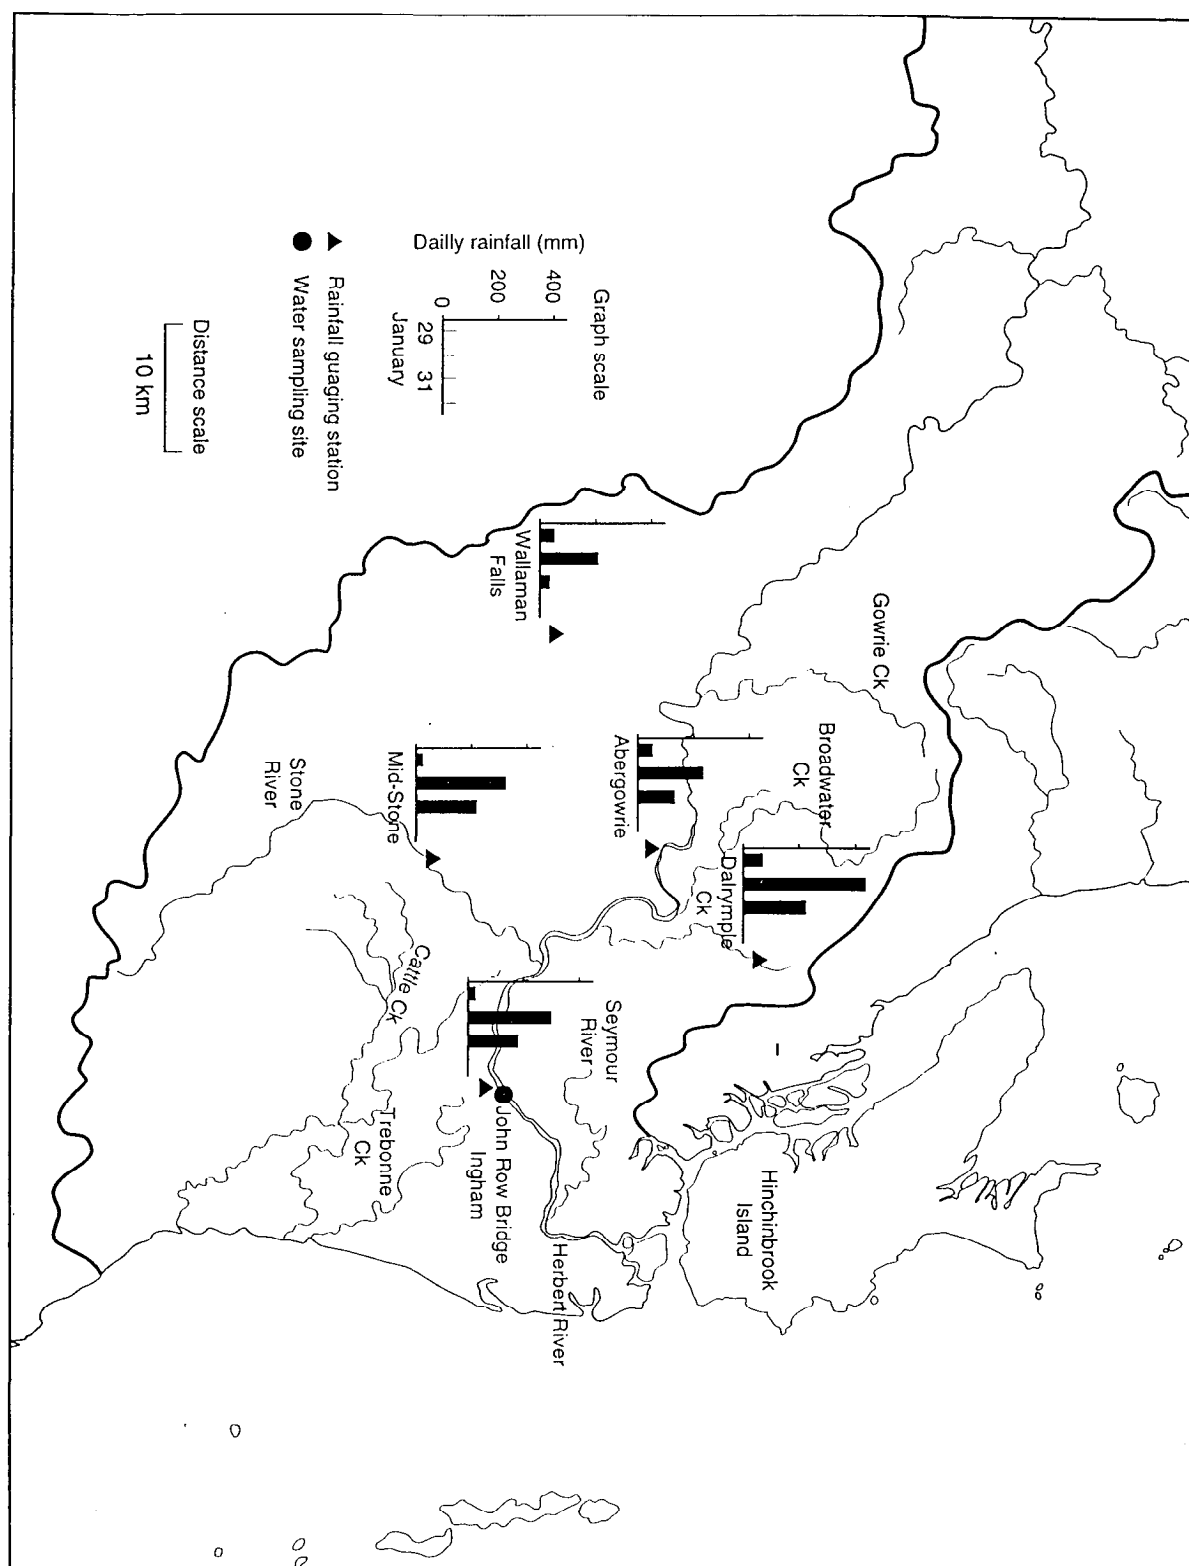 Graph scale
Dailly rainfall (mm)
400
200
0
29
31
January
Rainfall guaging station
Water sampling site
Distance scale
10 km
Gowrie Ck
Broadwater
Ck
Wallaman
Falls
Abergowrie
Dalrymple
Ck
Mid-Stone
Stone
River
Cattle Ck
Seymour
River
Trebonne
Ck
John Row Bridge
Ingham
Herbert River
Hinchinbrook
Island